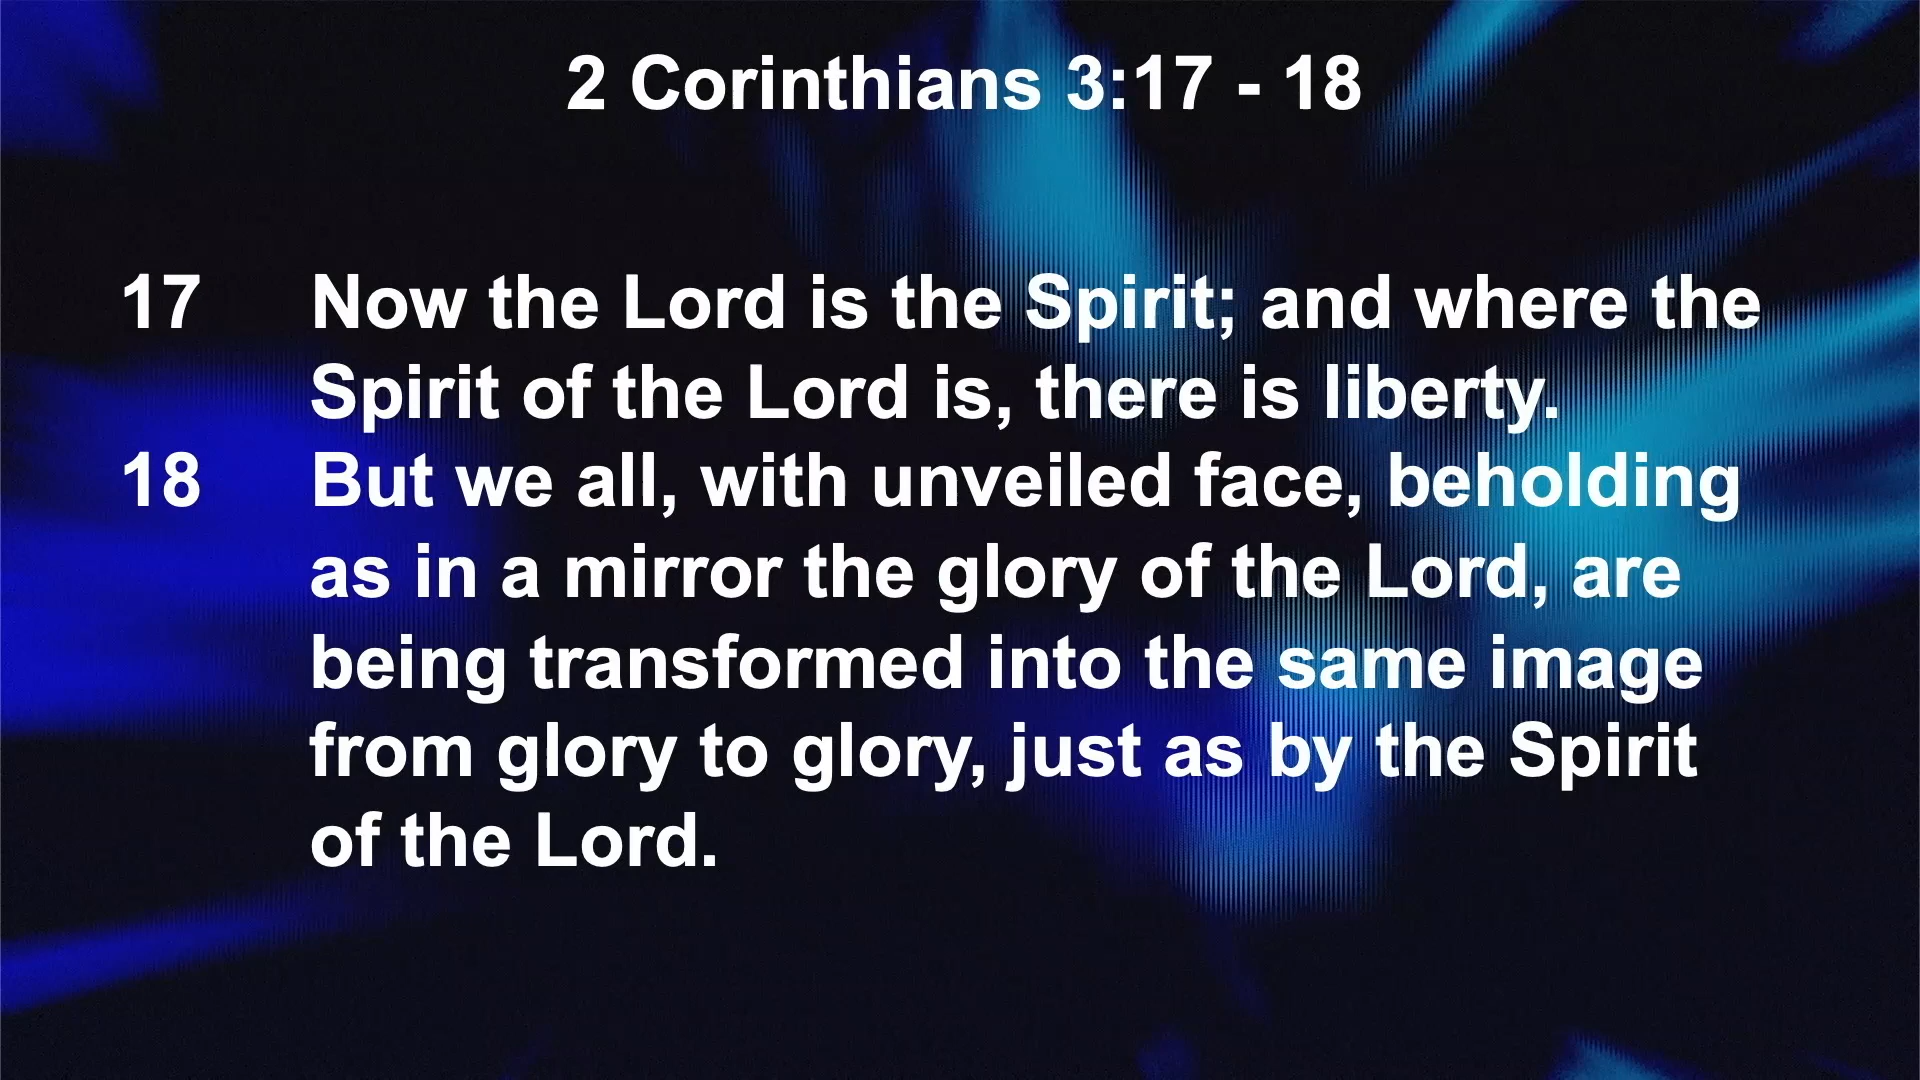 2 Corinthians 3:17 - 18
17 Now the Lord is the Spirit; and where the
Spirit of the Lord is, there is liberty.
18 But we all, with unveiled face, beholding
as in a mirror the glory of the Lord, are
being transformed into the same image
from glory to glory, just as by the Spirit
of the Lord.